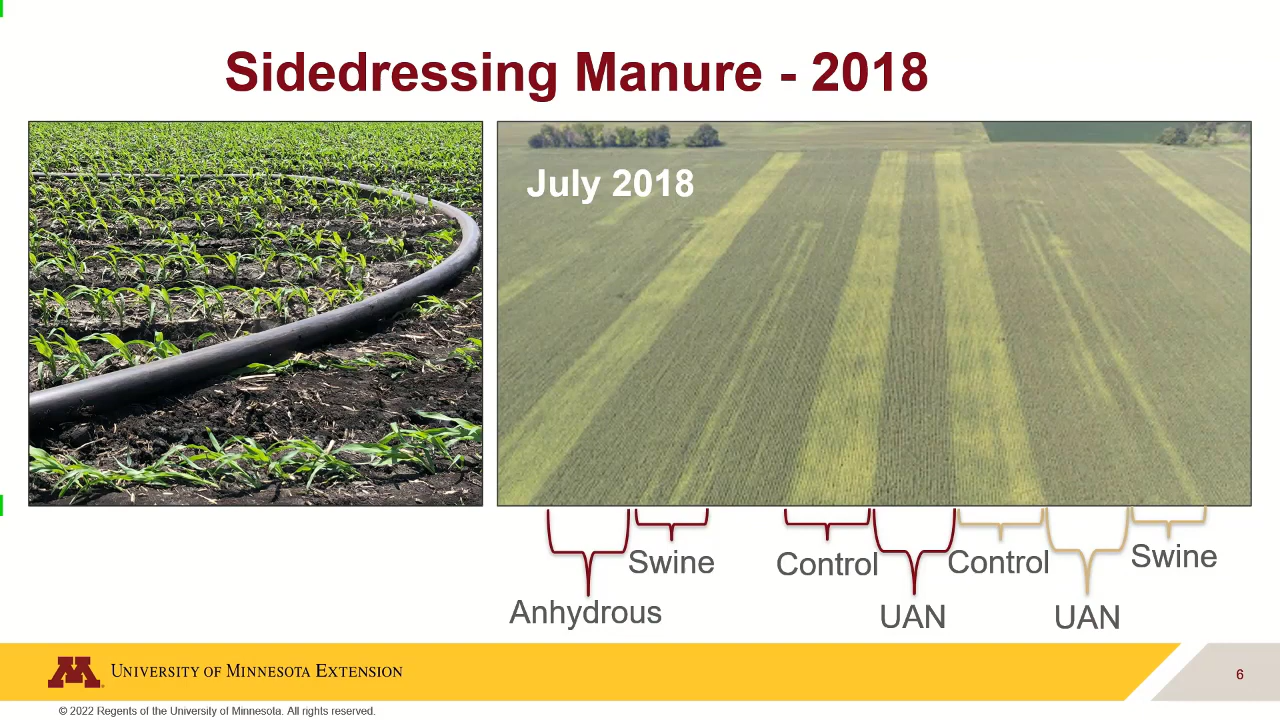 Sidedressing Manure - 2018
July 2018
Swine
Control
Control
Swine
Anhydrous
UAN
UAN
M
UNIVERSITY OF MINNESOTA EXTENSION
6
© 2022 Regents of the University of Minnesota. All rights reserved.